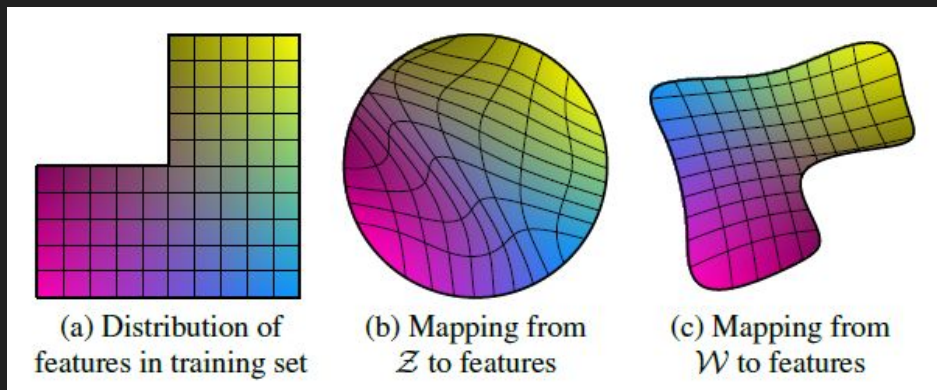 (a) Distribution of
features in training set
(b) Mapping from
𝒵 to features
(c) Mapping from
𝒲 to features